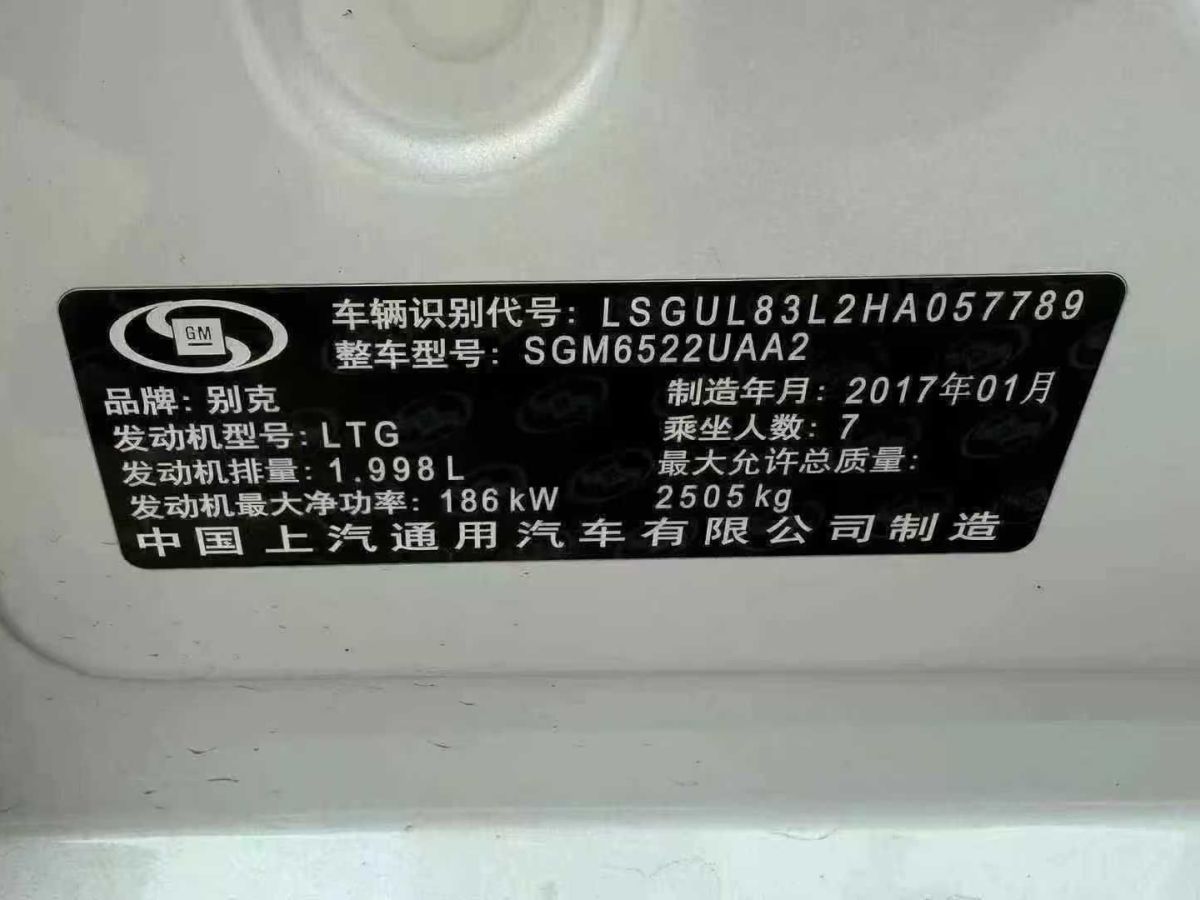 GM
车辆识别代号：LSGUL83L2HA057789
整车型号：SGM6522UAA2
品牌：别克
制造年月：2017年01月
发动机型号：LTG
乘坐人数：7
发动机排量：1.998L
最大允许总质量：
发动机最大净功率：186kW
2505kg
中国上汽通用汽车有限公司制造